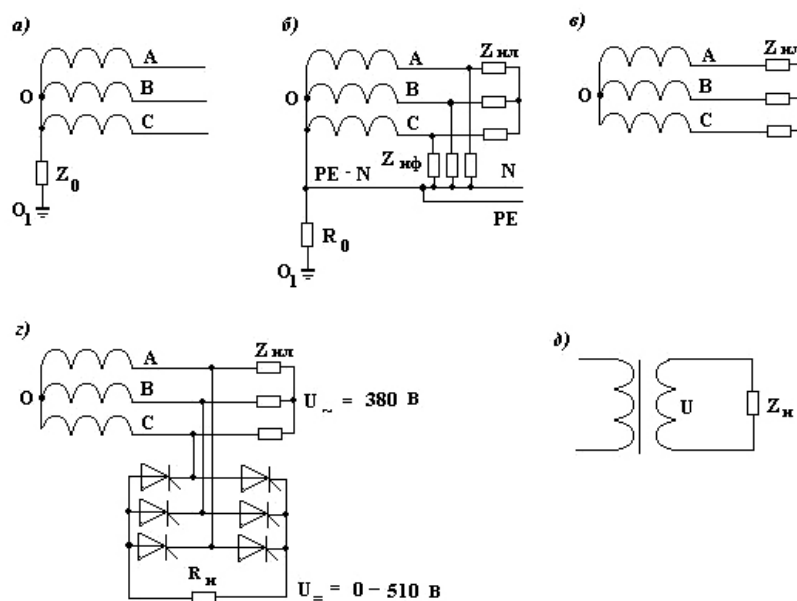 а)
A
B
C
O
Z0
O1
б)
A
B
C
O
Zнл
Zнф
PE - N
N
PE
R0
O1
в)
A
B
C
O
Zнл
г)
A
B
C
O
Zнл
U~ = 380 В
Rн
U= = 0 – 510 В
д)
U
Zн